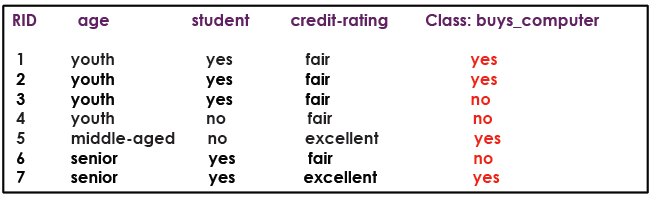 RID age student credit-rating Class: buys_computer
1 youth yes fair yes
2 youth yes fair yes
3 youth yes fair no
4 youth no fair no
5 middle-aged no excellent yes
6 senior yes fair no
7 senior yes excellent yes